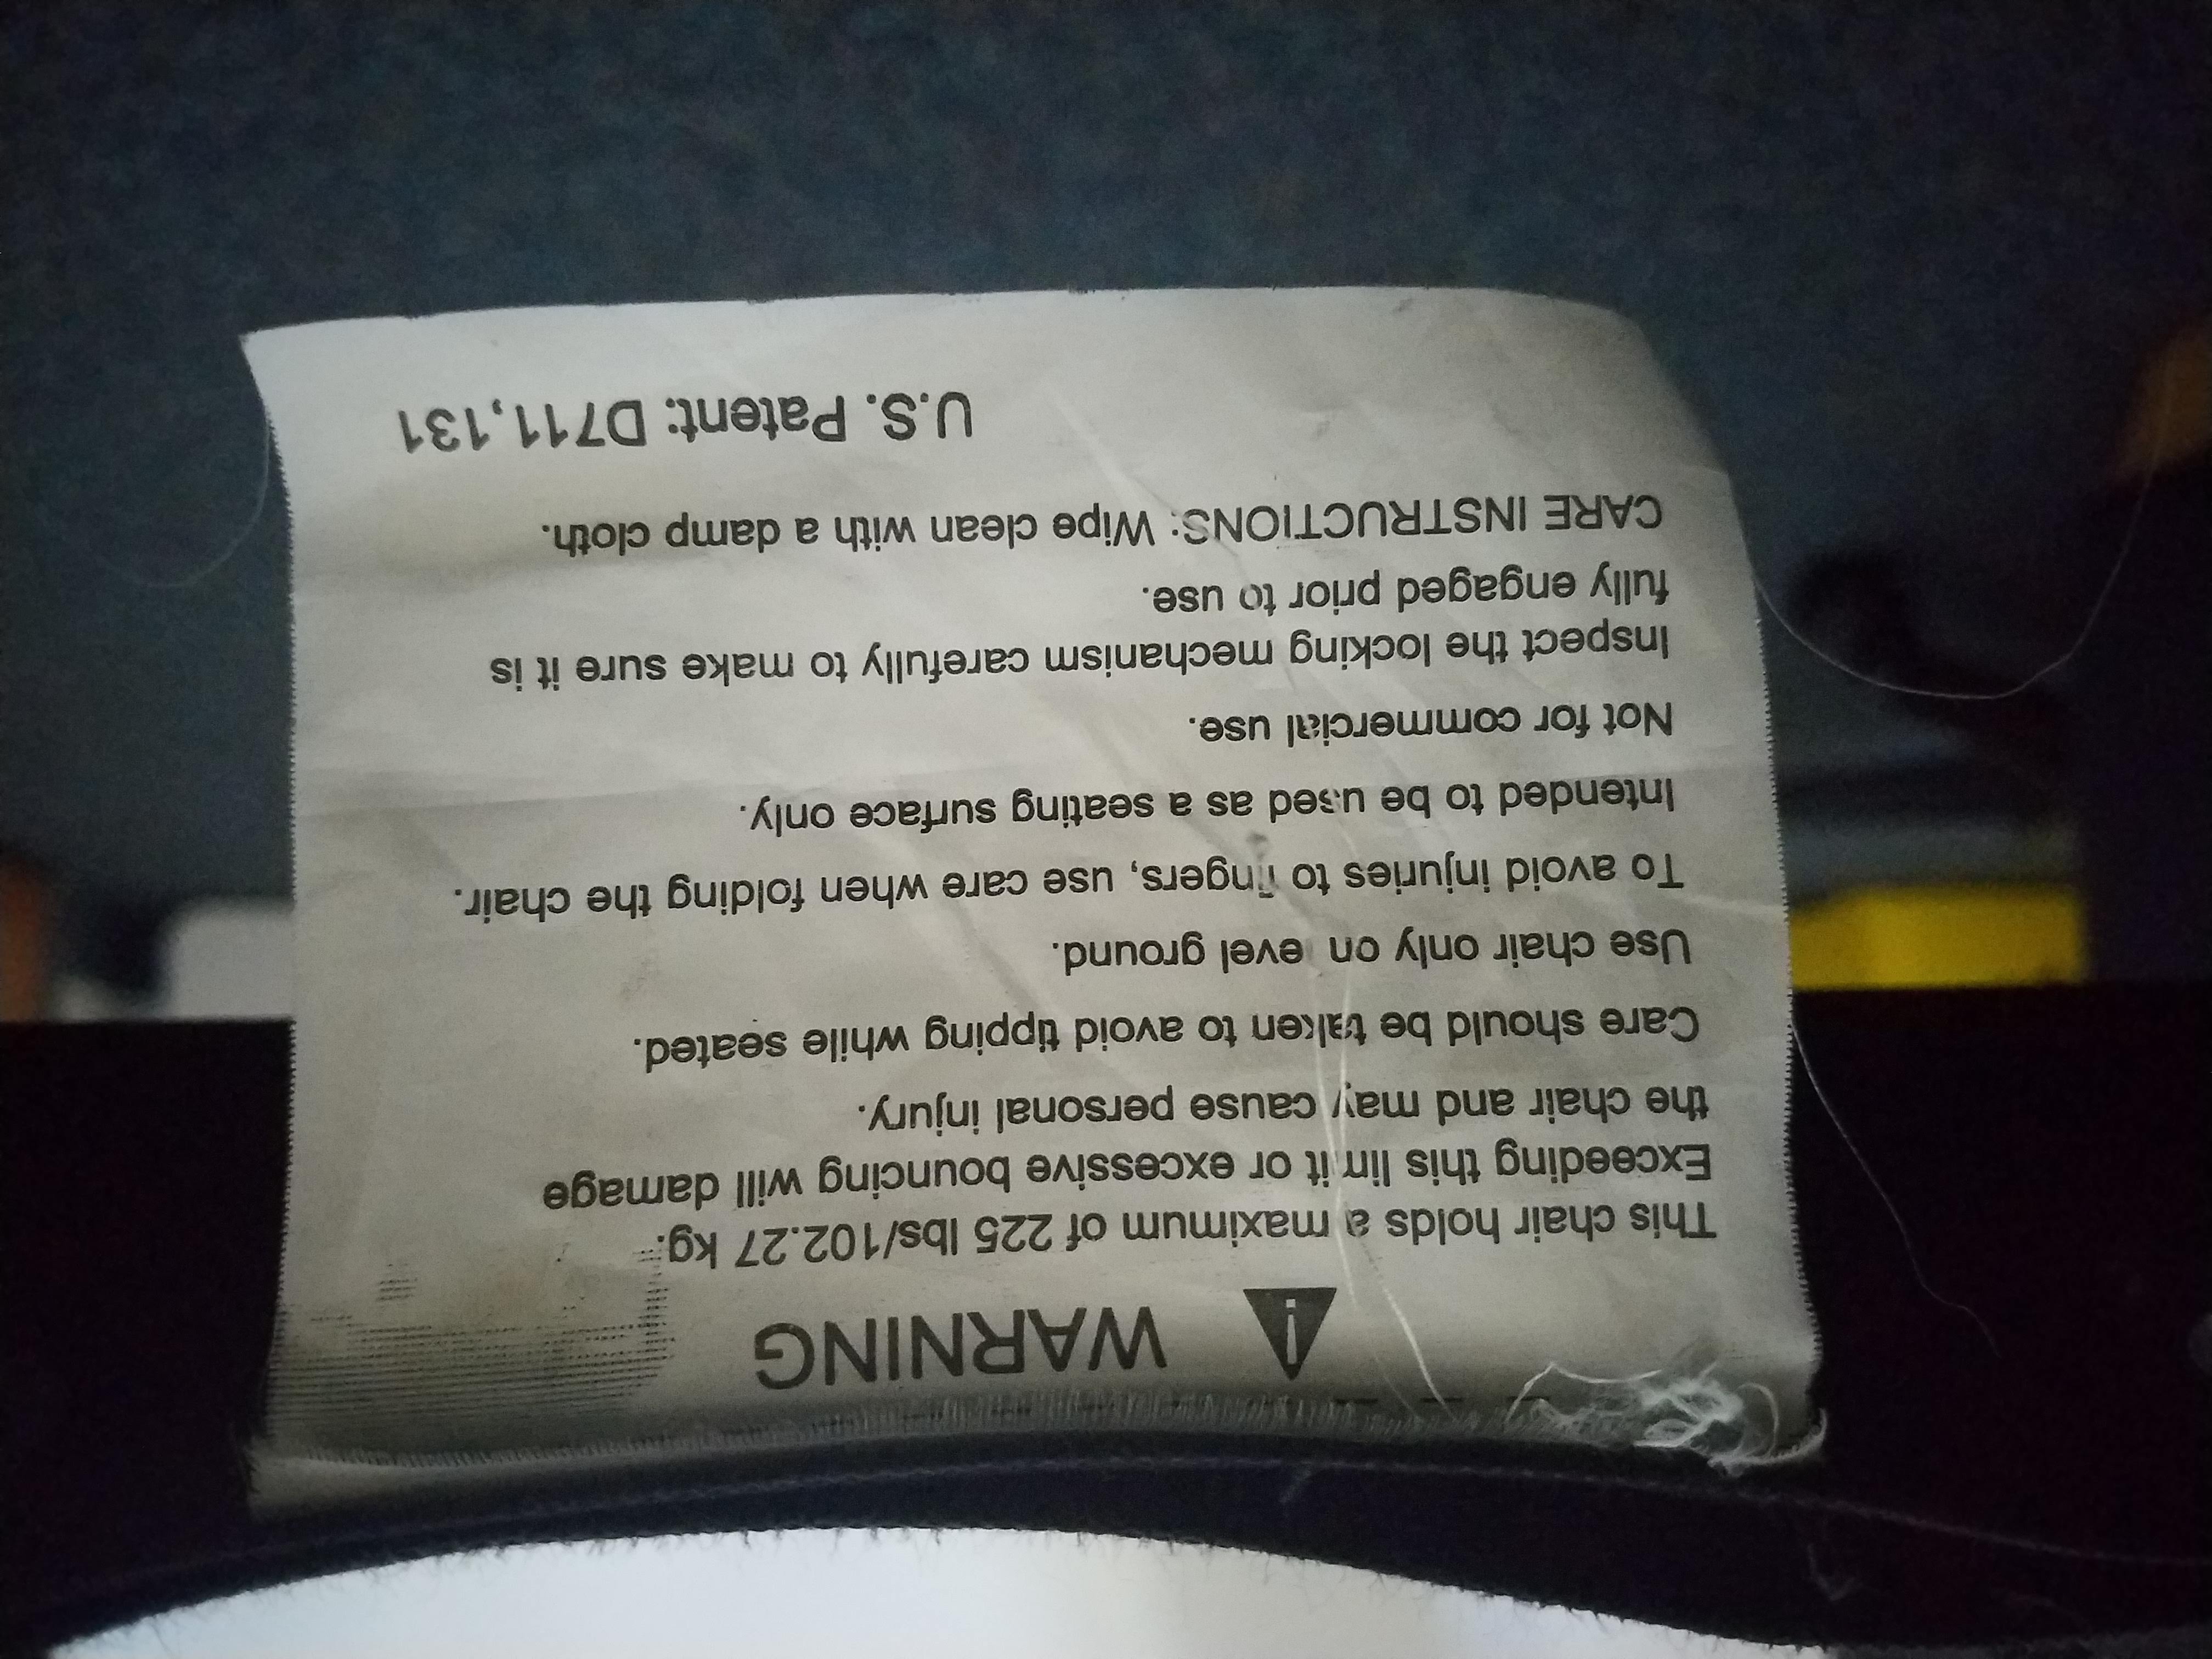 WARNING
This chair holds a maximum of 225 lbs/102.27 kg.
Exceeding this limit or excessive bouncing will damage
the chair and may cause personal injury.
Care should be taken to avoid tipping while seated.
Use chair only on level ground.
To avoid injuries to fingers, use care when folding the chair.
Intended to be used as a seating surface only.
Not for commercial use.
Inspect the locking mechanism carefully to make sure it is
fully engaged prior to use.
CARE INSTRUCTIONS: Wipe clean with a damp cloth.
U.S. Patent: D711,131